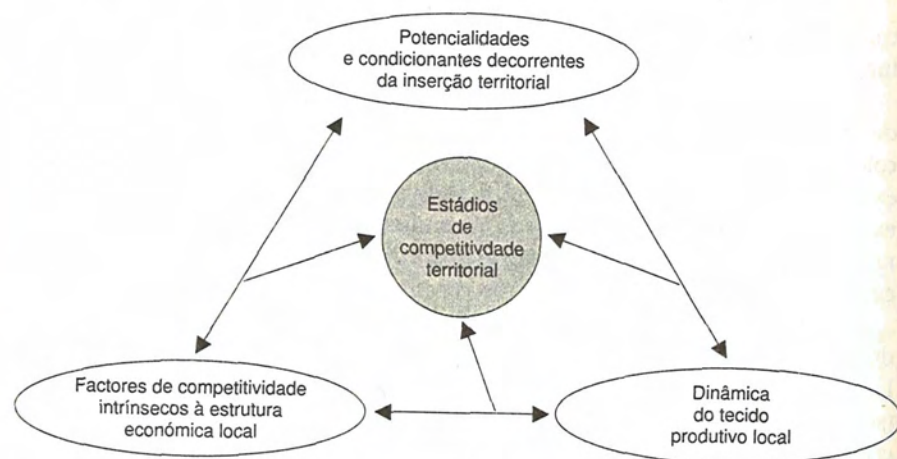 Potencialidades
e condicionantes decorrentes
da inserção territorial
Estádios
de
competitivdade
territorial
Factores de competitividade
intrínsecos à estrutura
económica local
Dinâmica
do tecido
produtivo local